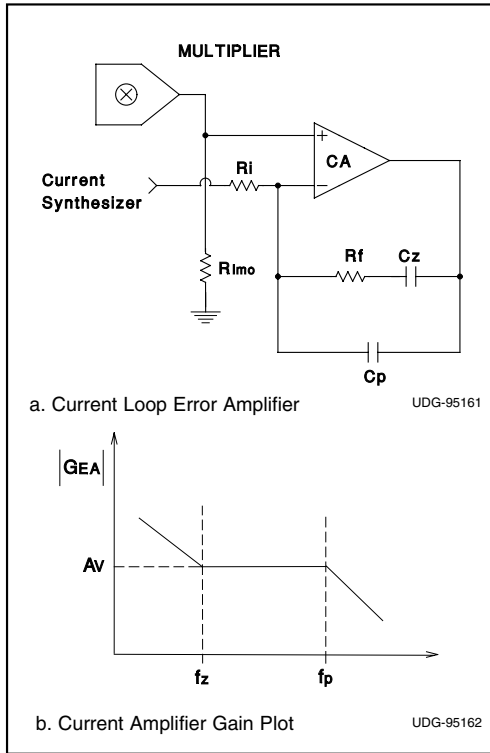 MULTIPLIER
+
CA
−
Ri
Current
Synthesizer
RImo
Rf
Cz
Cp
a. Current Loop Error Amplifier
UDG-95161
|GEA|
AV
fz
fp
b. Current Amplifier Gain Plot
UDG-95162